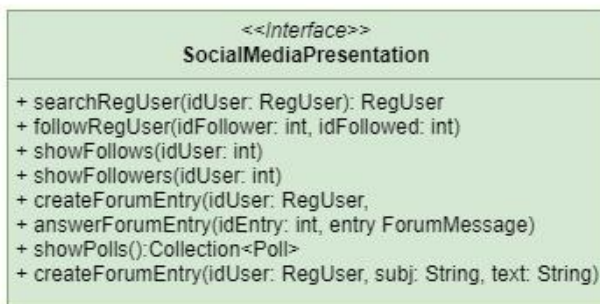 <<Interface>>
SocialMediaPresentation
+ searchRegUser(idUser: RegUser): RegUser
+ followRegUser(idFollower: int, idFollowed: int)
+ showFollows(idUser: int)
+ showFollowers(idUser: int)
+ createForumEntry(idUser: RegUser,
+ answerForumEntry(idEntry: int, entry ForumMessage)
+ showPolls():Collection<Poll>
+ createForumEntry(idUser: RegUser, subj: String, text: String)